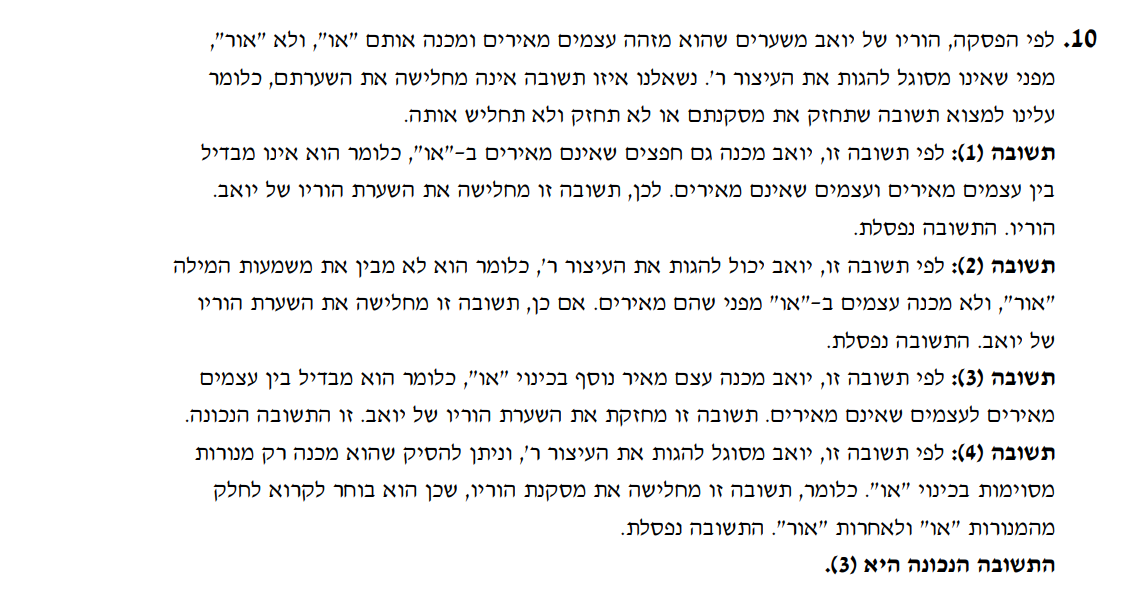 10. לפי הפסקה, הוריו של יואב משערים שהוא מזהה עצמים מאירים ומכנה אותם "או", ולא "אור",
מפני שאינו מסוגל להגות את העיצור ר'. נשאלנו איזו תשובה אינה מחלישה את השערתם, כלומר
עלינו למצוא תשובה שתחזק את מסקנתם או לא תחזק ולא תחליש אותה.
תשובה (1): לפי תשובה זו, יואב מכנה גם חפצים שאינם מאירים ב-"או", כלומר הוא אינו מבדיל
בין עצמים מאירים ועצמים שאינם מאירים. לכן, תשובה זו מחלישה את השערת הוריו של יואב.
הוריו. התשובה נפסלת.
תשובה (2): לפי תשובה זו, יואב יכול להגות את העיצור ר', כלומר הוא לא מבין את משמעות המילה
"אור", ולא מכנה עצמים ב-"או" מפני שהם מאירים. אם כן, תשובה זו מחלישה את השערת הוריו
של יואב. התשובה נפסלת.
תשובה (3): לפי תשובה זו, יואב מכנה עצם מאיר נוסף בכינוי "או", כלומר הוא מבדיל בין עצמים
מאירים לעצמים שאינם מאירים. תשובה זו מחזקת את השערת הוריו של יואב. זו התשובה הנכונה.
תשובה (4): לפי תשובה זו, יואב מסוגל להגות את העיצור ר', וניתן להסיק שהוא מכנה רק מנורות
מסוימות בכינוי "או". כלומר, תשובה זו מחלישה את מסקנת הוריו, שכן הוא בוחר לקרוא לחלק
מהמנורות "או" ולאחרות "אור". התשובה נפסלת.
התשובה הנכונה היא (3).